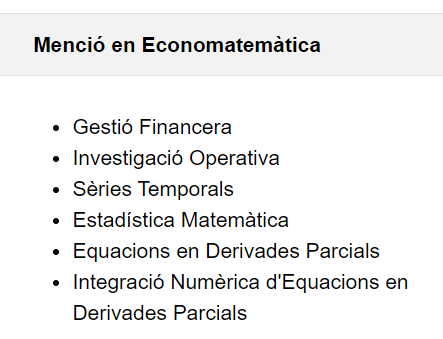 Menció en Economatemàtica
• Gestió Financera
• Investigació Operativa
• Sèries Temporals
• Estadística Matemàtica
• Equacions en Derivades Parcials
• Integració Numèrica d'Equacions en
Derivades Parcials